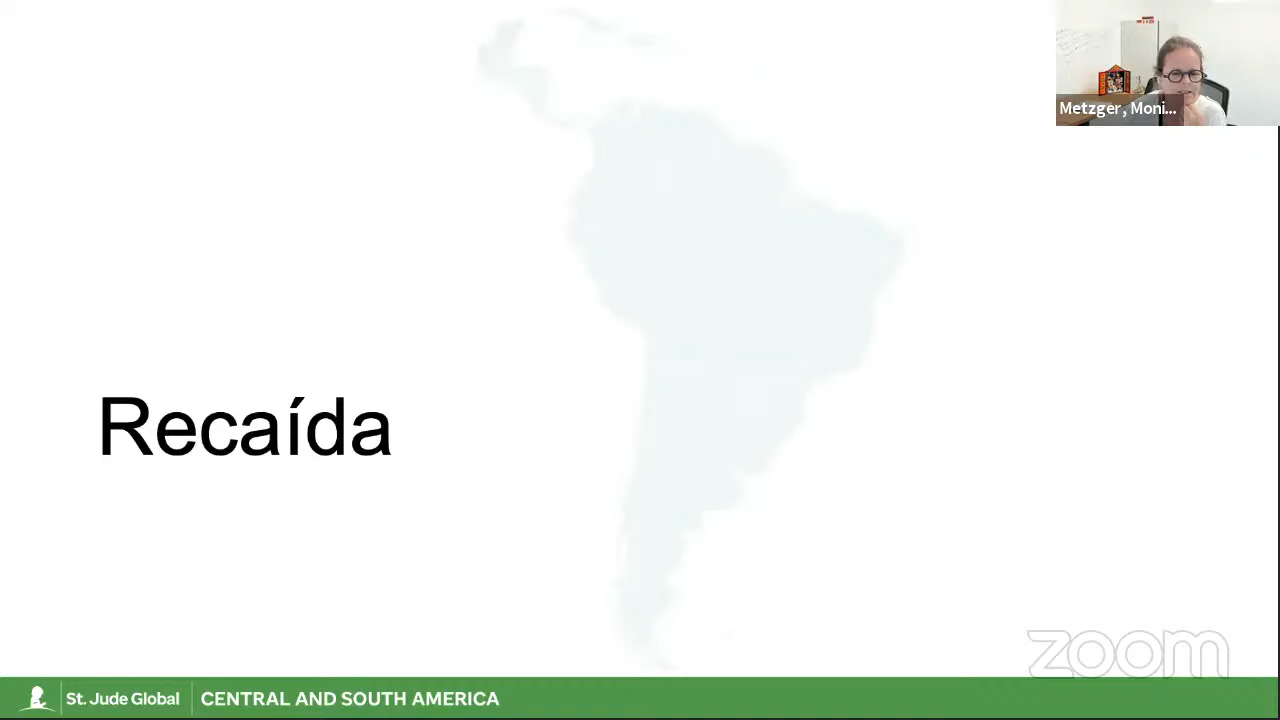 Metzger, Moni...
Recaída
zoom
St. Jude Global
CENTRAL AND SOUTH AMERICA